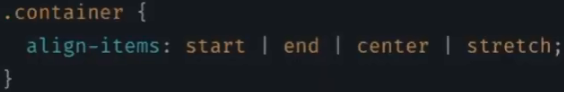 .container {
  align-items: start | end | center | stretch;
}